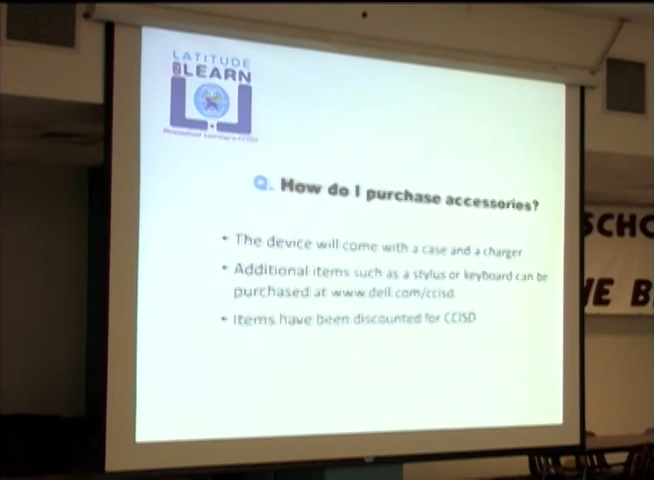 LATITUDE
2 LEARN
Personalized Learning in CCISD
Q. How do I purchase accessories?
• The device will come with a case and a charger
• Additional items such as a stylus or keyboard can be
purchased at www.dell.com/ccisd
• Items have been discounted for CCISD
SCHO
E B